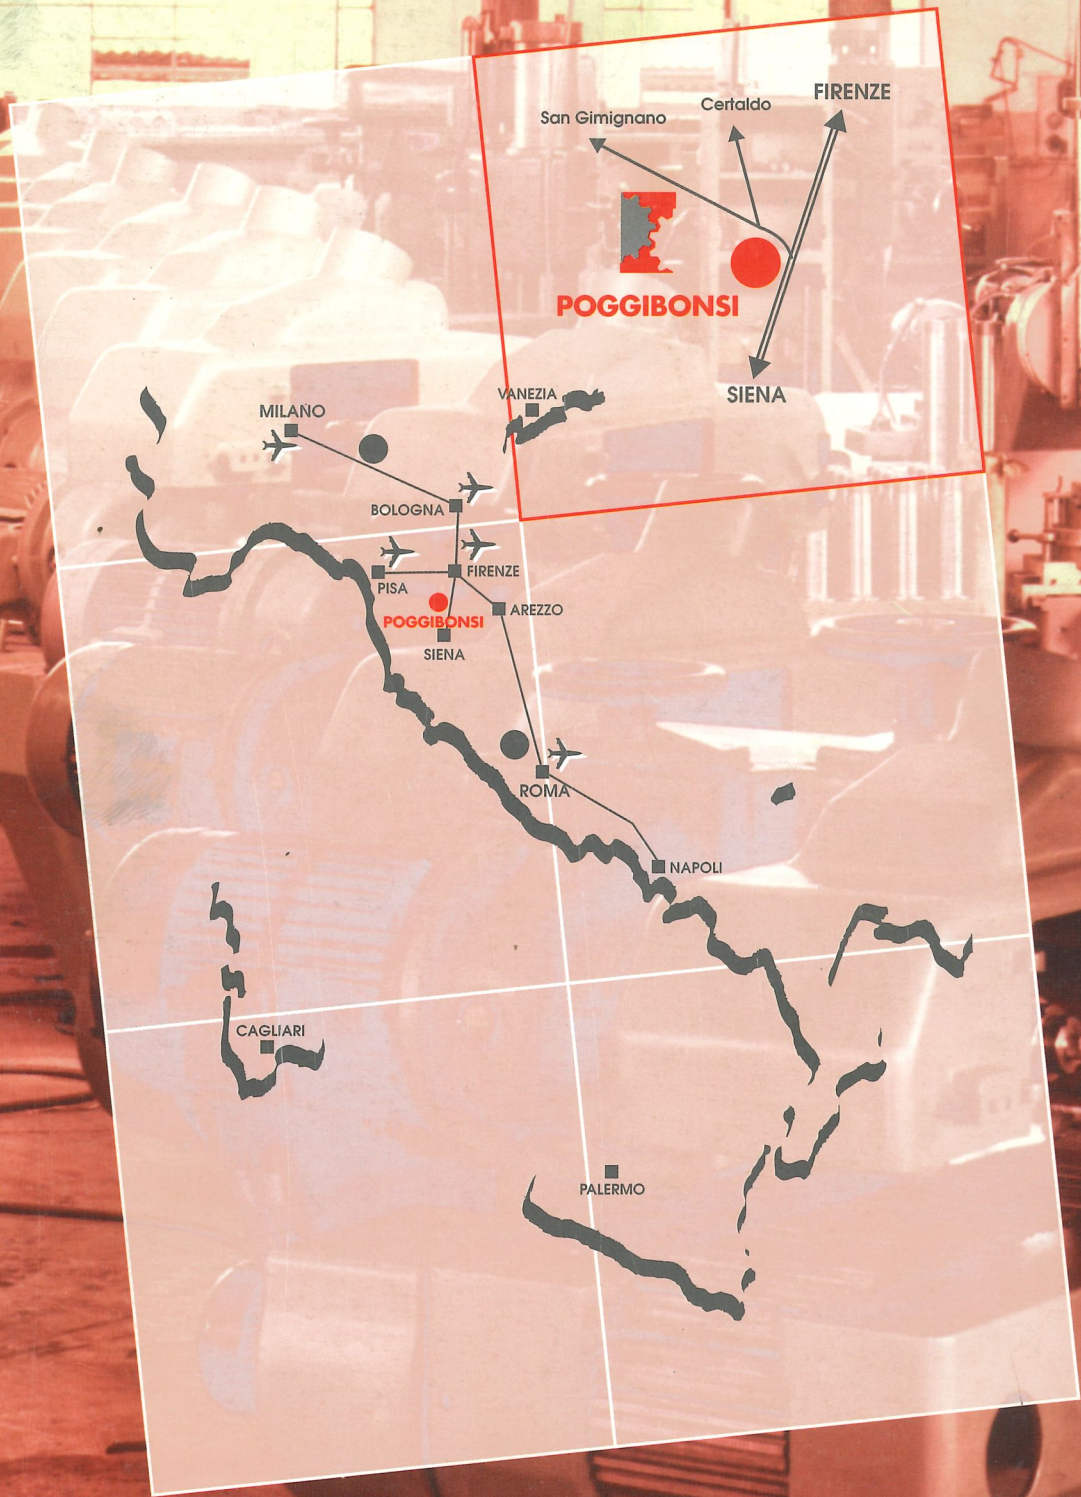 FIRENZE
Certaldo
San Gimignano
POGGIBONSI
SIENA
VANEZIA
MILANO
BOLOGNA
FIRENZE
PISA
AREZZO
POGGIBONSI
SIENA
ROMA
NAPOLI
CAGLIARI
PALERMO